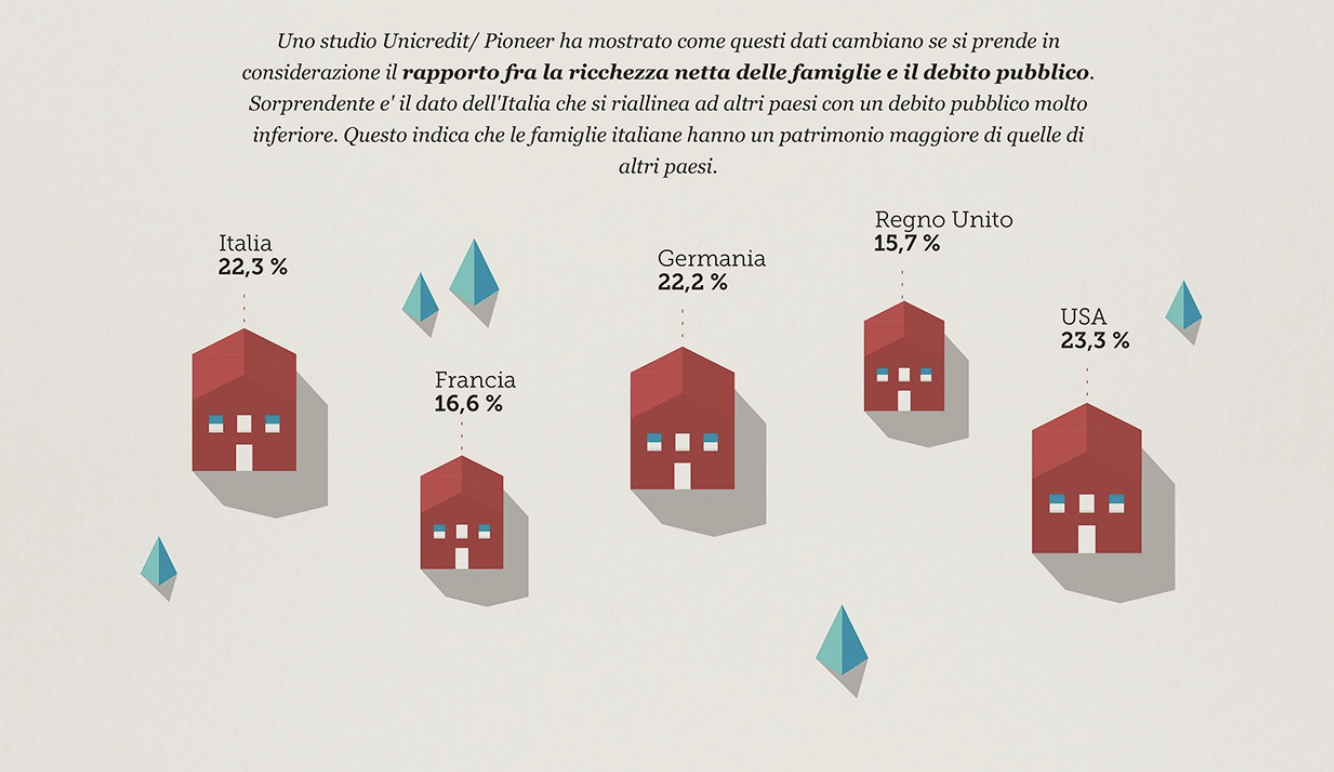 Uno studio Unicredit/ Pioneer ha mostrato come questi dati cambiano se si prende in
considerazione il rapporto fra la ricchezza netta delle famiglie e il debito pubblico.
Sorprendente e' il dato dell'Italia che si riallinea ad altri paesi con un debito pubblico molto
inferiore. Questo indica che le famiglie italiane hanno un patrimonio maggiore di quelle di
altri paesi.
Italia
22,3 %
Francia
16,6 %
Germania
22,2 %
Regno Unito
15,7 %
USA
23,3 %